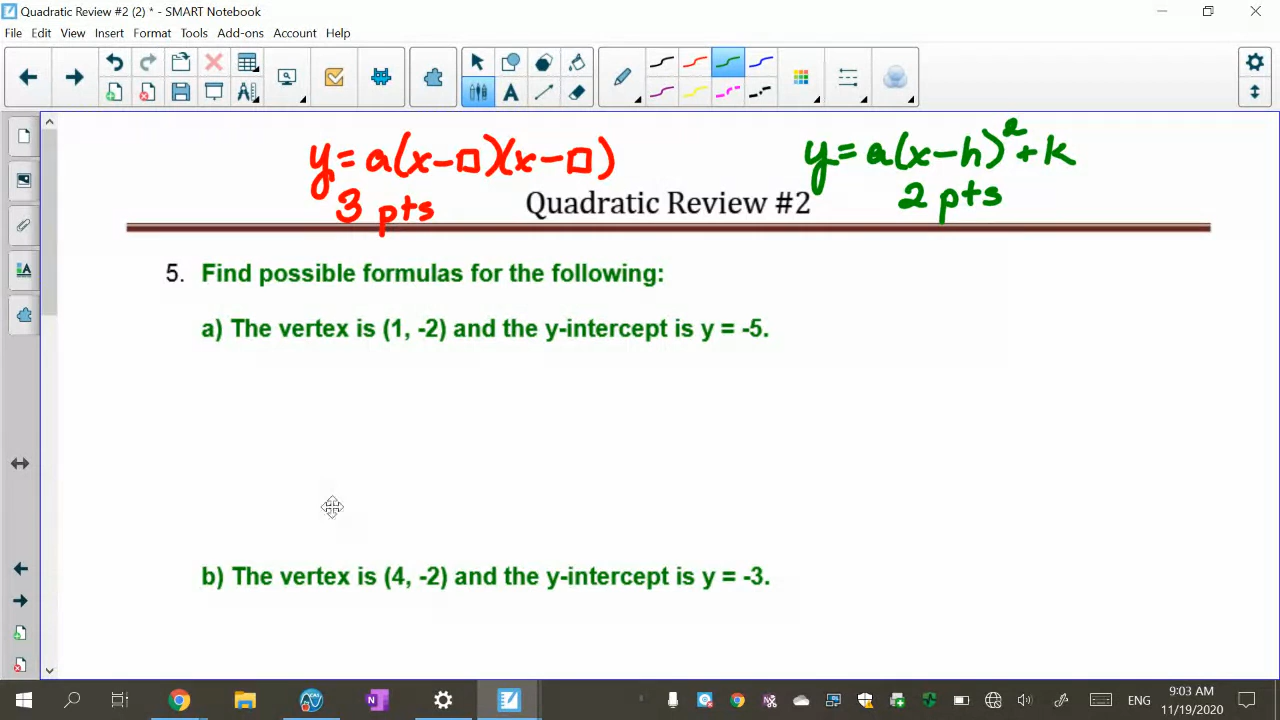 Quadratic Review #2 (2) * - SMART Notebook
File Edit View Insert Format Tools Add-ons Account Help
y = a(x-□)(x-□)
3 pts
y = a(x-h)²+k
2 pts
Quadratic Review #2
5. Find possible formulas for the following:
a) The vertex is (1, -2) and the y-intercept is y = -5.
b) The vertex is (4, -2) and the y-intercept is y = -3.
ENG
9:03 AM
11/19/2020